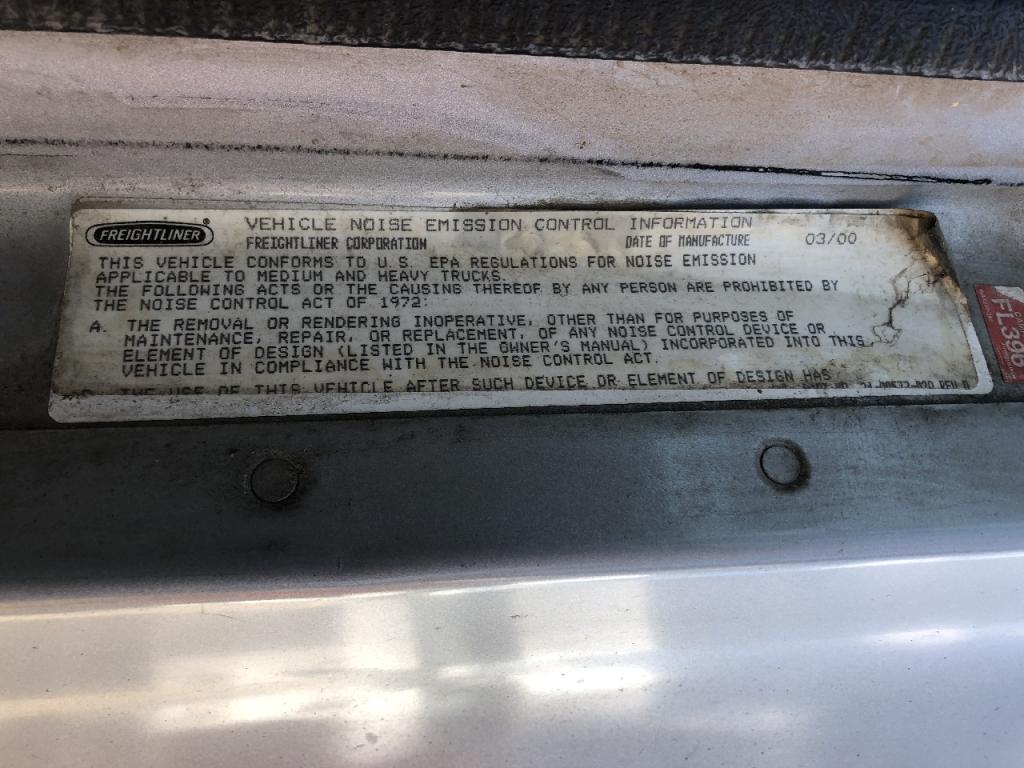 FREIGHTLINER
VEHICLE NOISE EMISSION CONTROL INFORMATION
FREIGHTLINER CORPORATION DATE OF MANUFACTURE 03/00
THIS VEHICLE CONFORMS TO U.S. EPA REGULATIONS FOR NOISE EMISSION
APPLICABLE TO MEDIUM AND HEAVY TRUCKS.
THE FOLLOWING ACTS OR THE CAUSING THEREOF BY ANY PERSON ARE PROHIBITED BY
THE NOISE CONTROL ACT OF 1972:
A. THE REMOVAL OR RENDERING INOPERATIVE, OTHER THAN FOR PURPOSES OF
MAINTENANCE, REPAIR, OR REPLACEMENT, OF ANY NOISE CONTROL DEVICE OR
ELEMENT OF DESIGN (LISTED IN THE OWNER'S MANUAL) INCORPORATED INTO THIS
VEHICLE IN COMPLIANCE WITH THE NOISE CONTROL ACT.
THE USE OF THIS VEHICLE AFTER SUCH DEVICE OR ELEMENT OF DESIGN HAS
FL396